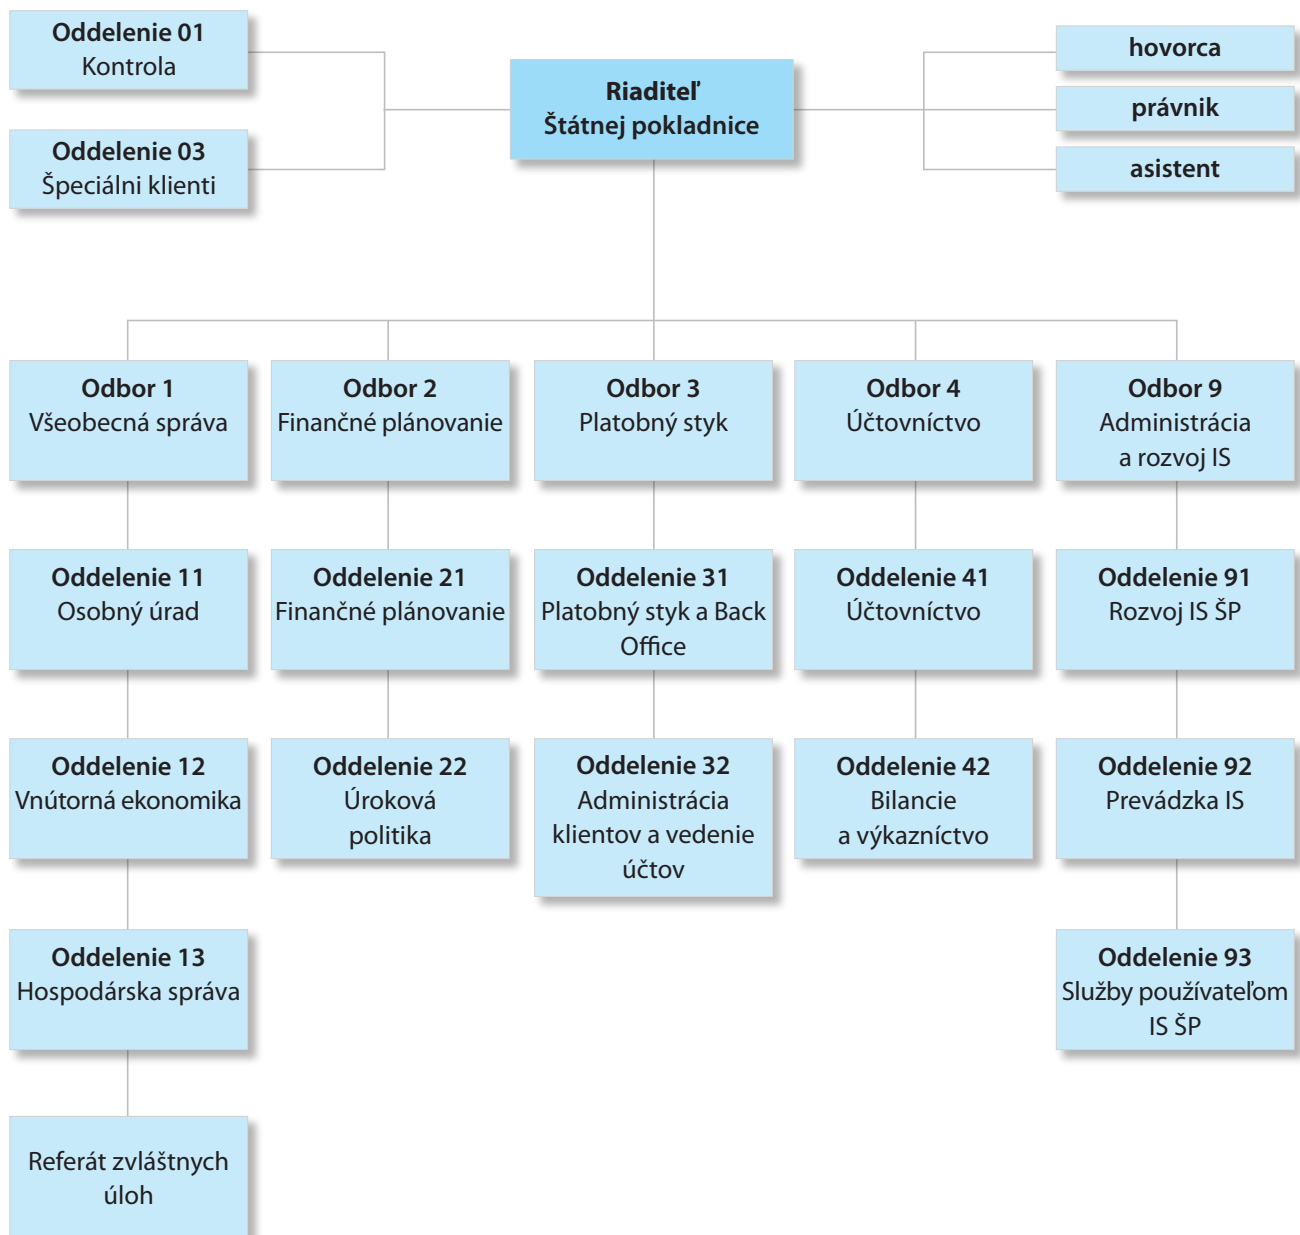 Oddelenie 01
Kontrola
Oddelenie 03
Špeciálni klienti
Riaditeľ
Štátnej pokladnice
hovorca
právnik
asistent
Odbor 1
Všeobecná správa
Odbor 2
Finančné plánovanie
Odbor 3
Platobný styk
Odbor 4
Účtovníctvo
Odbor 9
Administrácia
a rozvoj IS
Oddelenie 11
Osobný úrad
Oddelenie 21
Finančné plánovanie
Oddelenie 31
Platobný styk a Back
Office
Oddelenie 41
Účtovníctvo
Oddelenie 91
Rozvoj IS ŠP
Oddelenie 12
Vnútorná ekonomika
Oddelenie 22
Úroková
politika
Oddelenie 32
Administrácia
klientov a vedenie
účtov
Oddelenie 42
Bilancie
a výkazníctvo
Oddelenie 92
Prevádzka IS
Oddelenie 13
Hospodárska správa
Oddelenie 93
Služby používateľom
IS ŠP
Referát zvláštnych
úloh